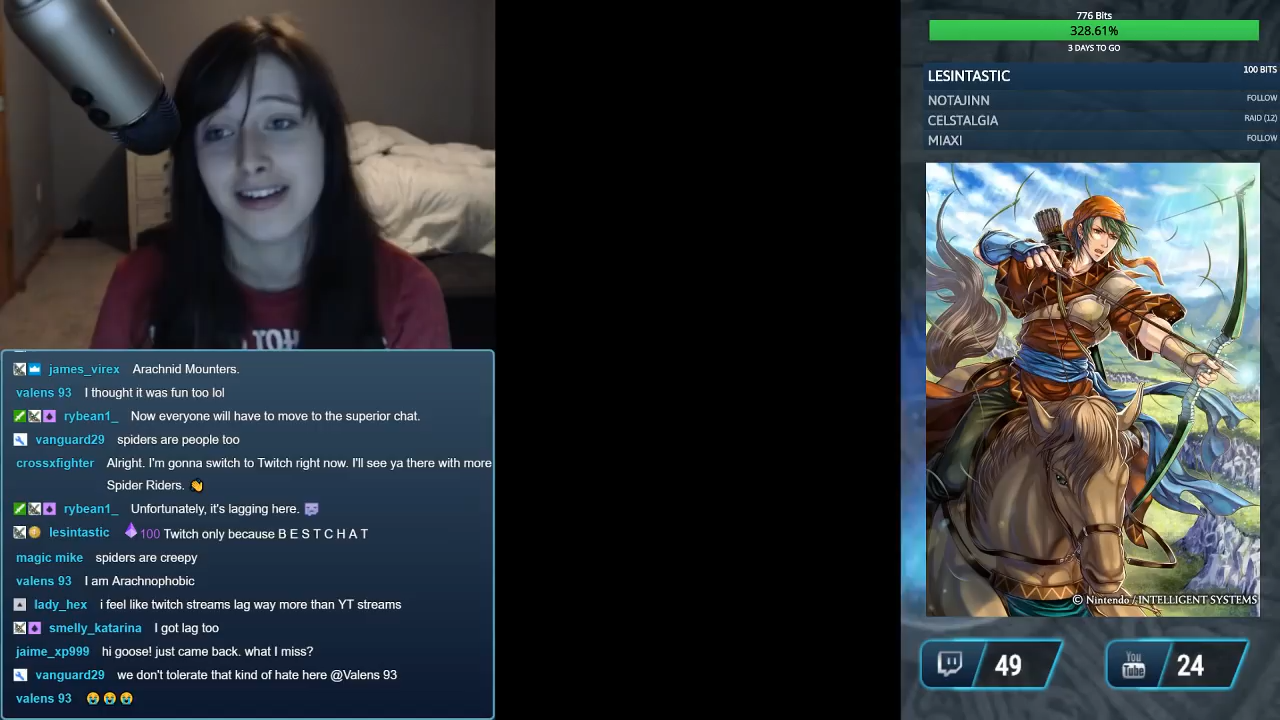 776 Bits
328.61%
3 DAYS TO GO
LESINTASTIC 100 BITS
NOTAJINN FOLLOW
CELSTALGIA RAID (12)
MIAXI FOLLOW
james_virex Arachnid Mounters.
valens 93 I thought it was fun too lol
rybean1_ Now everyone will have to move to the superior chat.
vanguard29 spiders are people too
crossxfighter Alright. I'm gonna switch to Twitch right now. I'll see ya there with more
Spider Riders. 👏
rybean1_ Unfortunately, it's lagging here.
lesintastic 100 Twitch only because B E S T C H A T
magic mike spiders are creepy
valens 93 I am Arachnophobic
lady_hex i feel like twitch streams lag way more than YT streams
smelly_katarina I got lag too
jaime_xp999 hi goose! just came back. what I miss?
vanguard29 we don't tolerate that kind of hate here @Valens 93
valens 93 😭😭😭
© Nintendo / INTELLIGENT SYSTEMS
49
You Tube 24